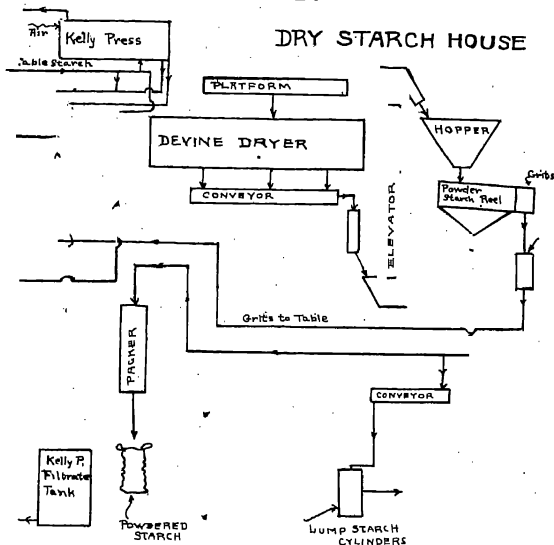 DRY STARCH HOUSE
Air
Kelly Press
Table Starch
PLATFORM
DEVINE DRYER
CONVEYOR
ELEVATOR
HOPPER
Grits
Powder
Starch Reel
Grits to Table
PACKER
CONVEYOR
Kelly P.
Filtrate
Tank
POWDERED
STARCH
LUMP STARCH
CYLINDERS